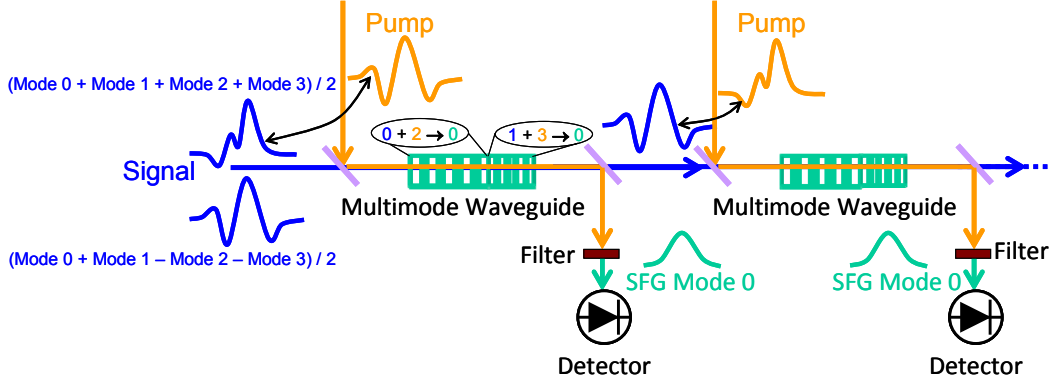 Pump
Pump
(Mode 0 + Mode 1 + Mode 2 + Mode 3) / 2
0 + 2 → 0
1 + 3 → 0
Signal
Multimode Waveguide
Multimode Waveguide
(Mode 0 + Mode 1 – Mode 2 – Mode 3) / 2
Filter
Filter
SFG Mode 0
SFG Mode 0
Detector
Detector